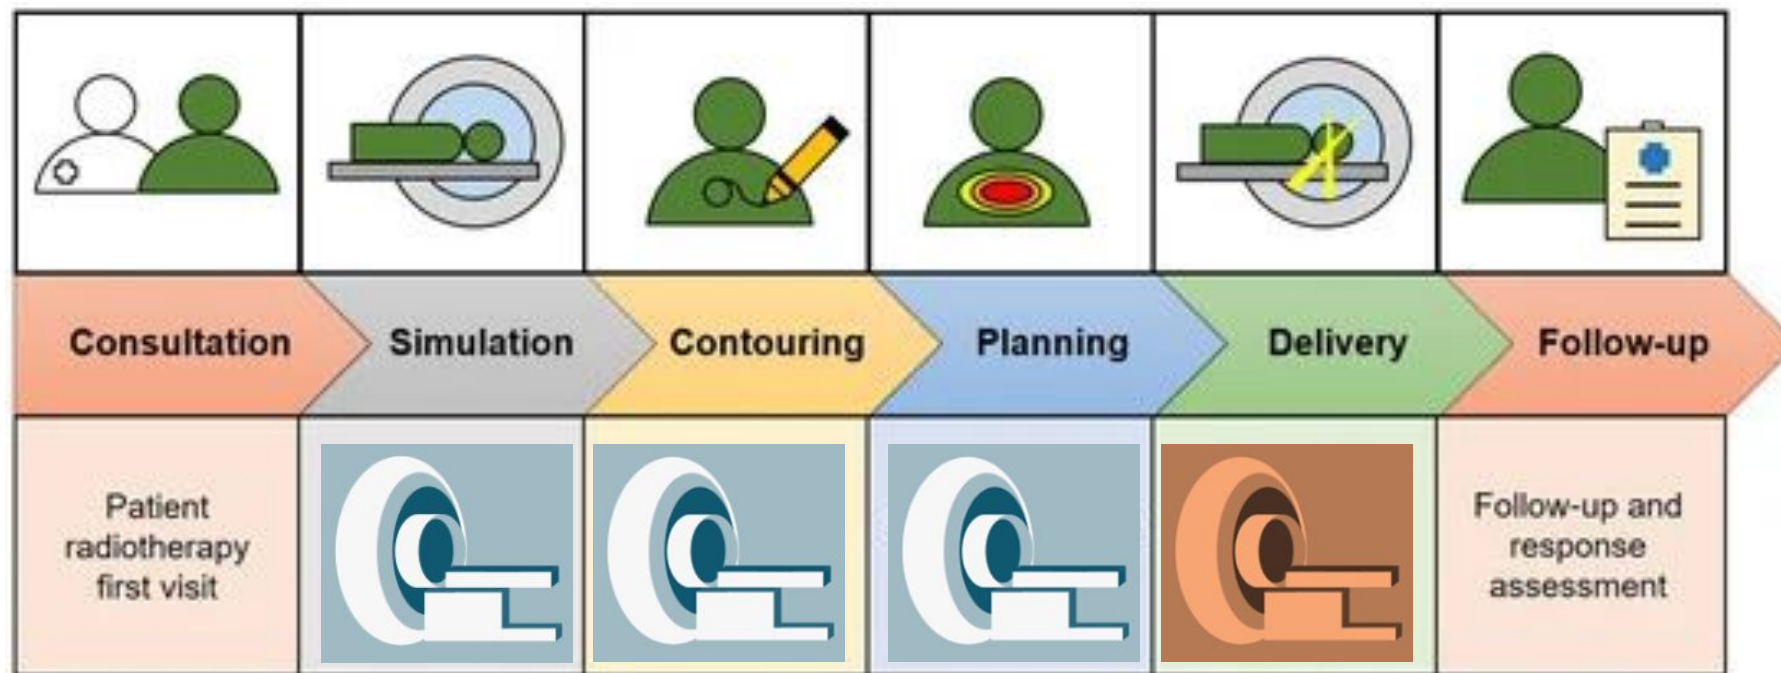 Consultation
Simulation
Contouring
Planning
Delivery
Follow-up
Patient
radiotherapy
first visit
Follow-up and
response
assessment